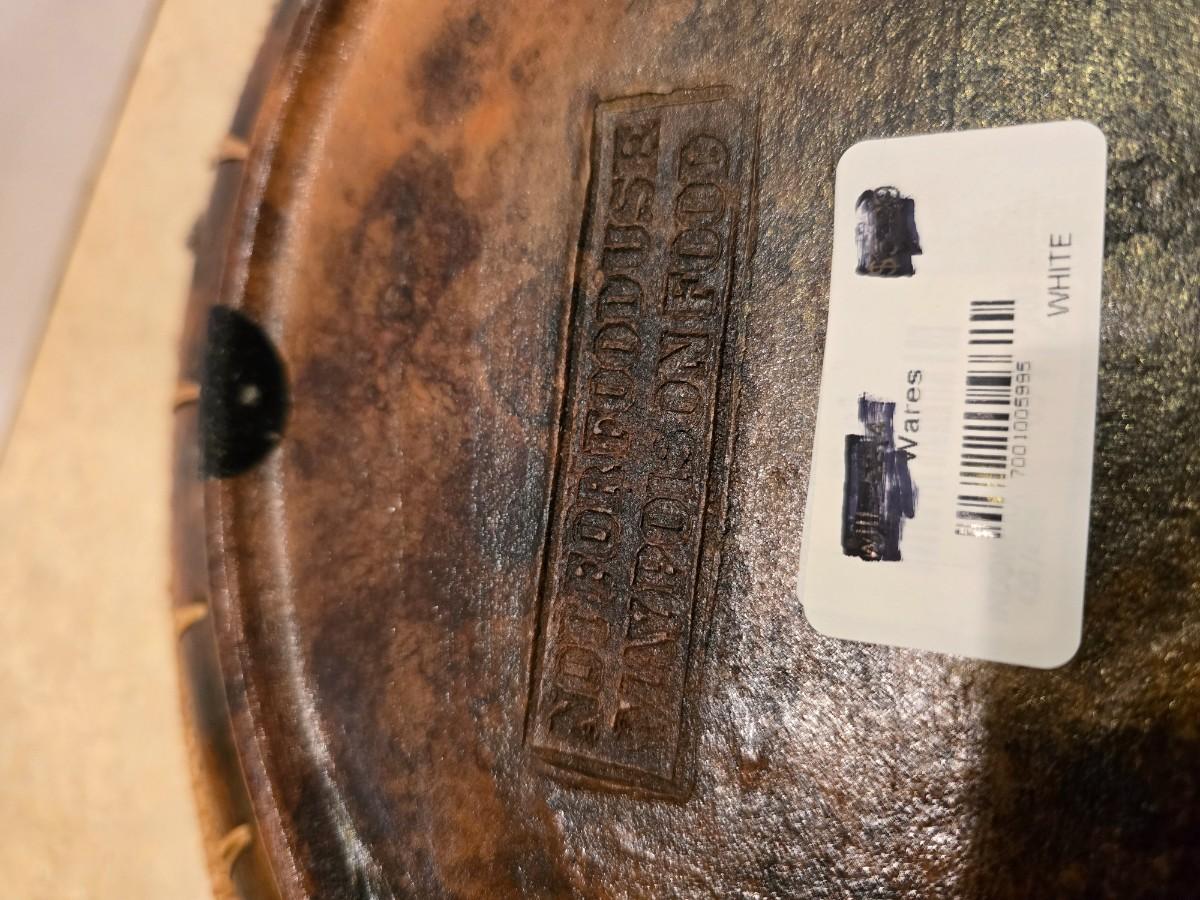 NOT FOR FOOD USE
MAY POISON FOOD
Wares
7001005995
WHITE